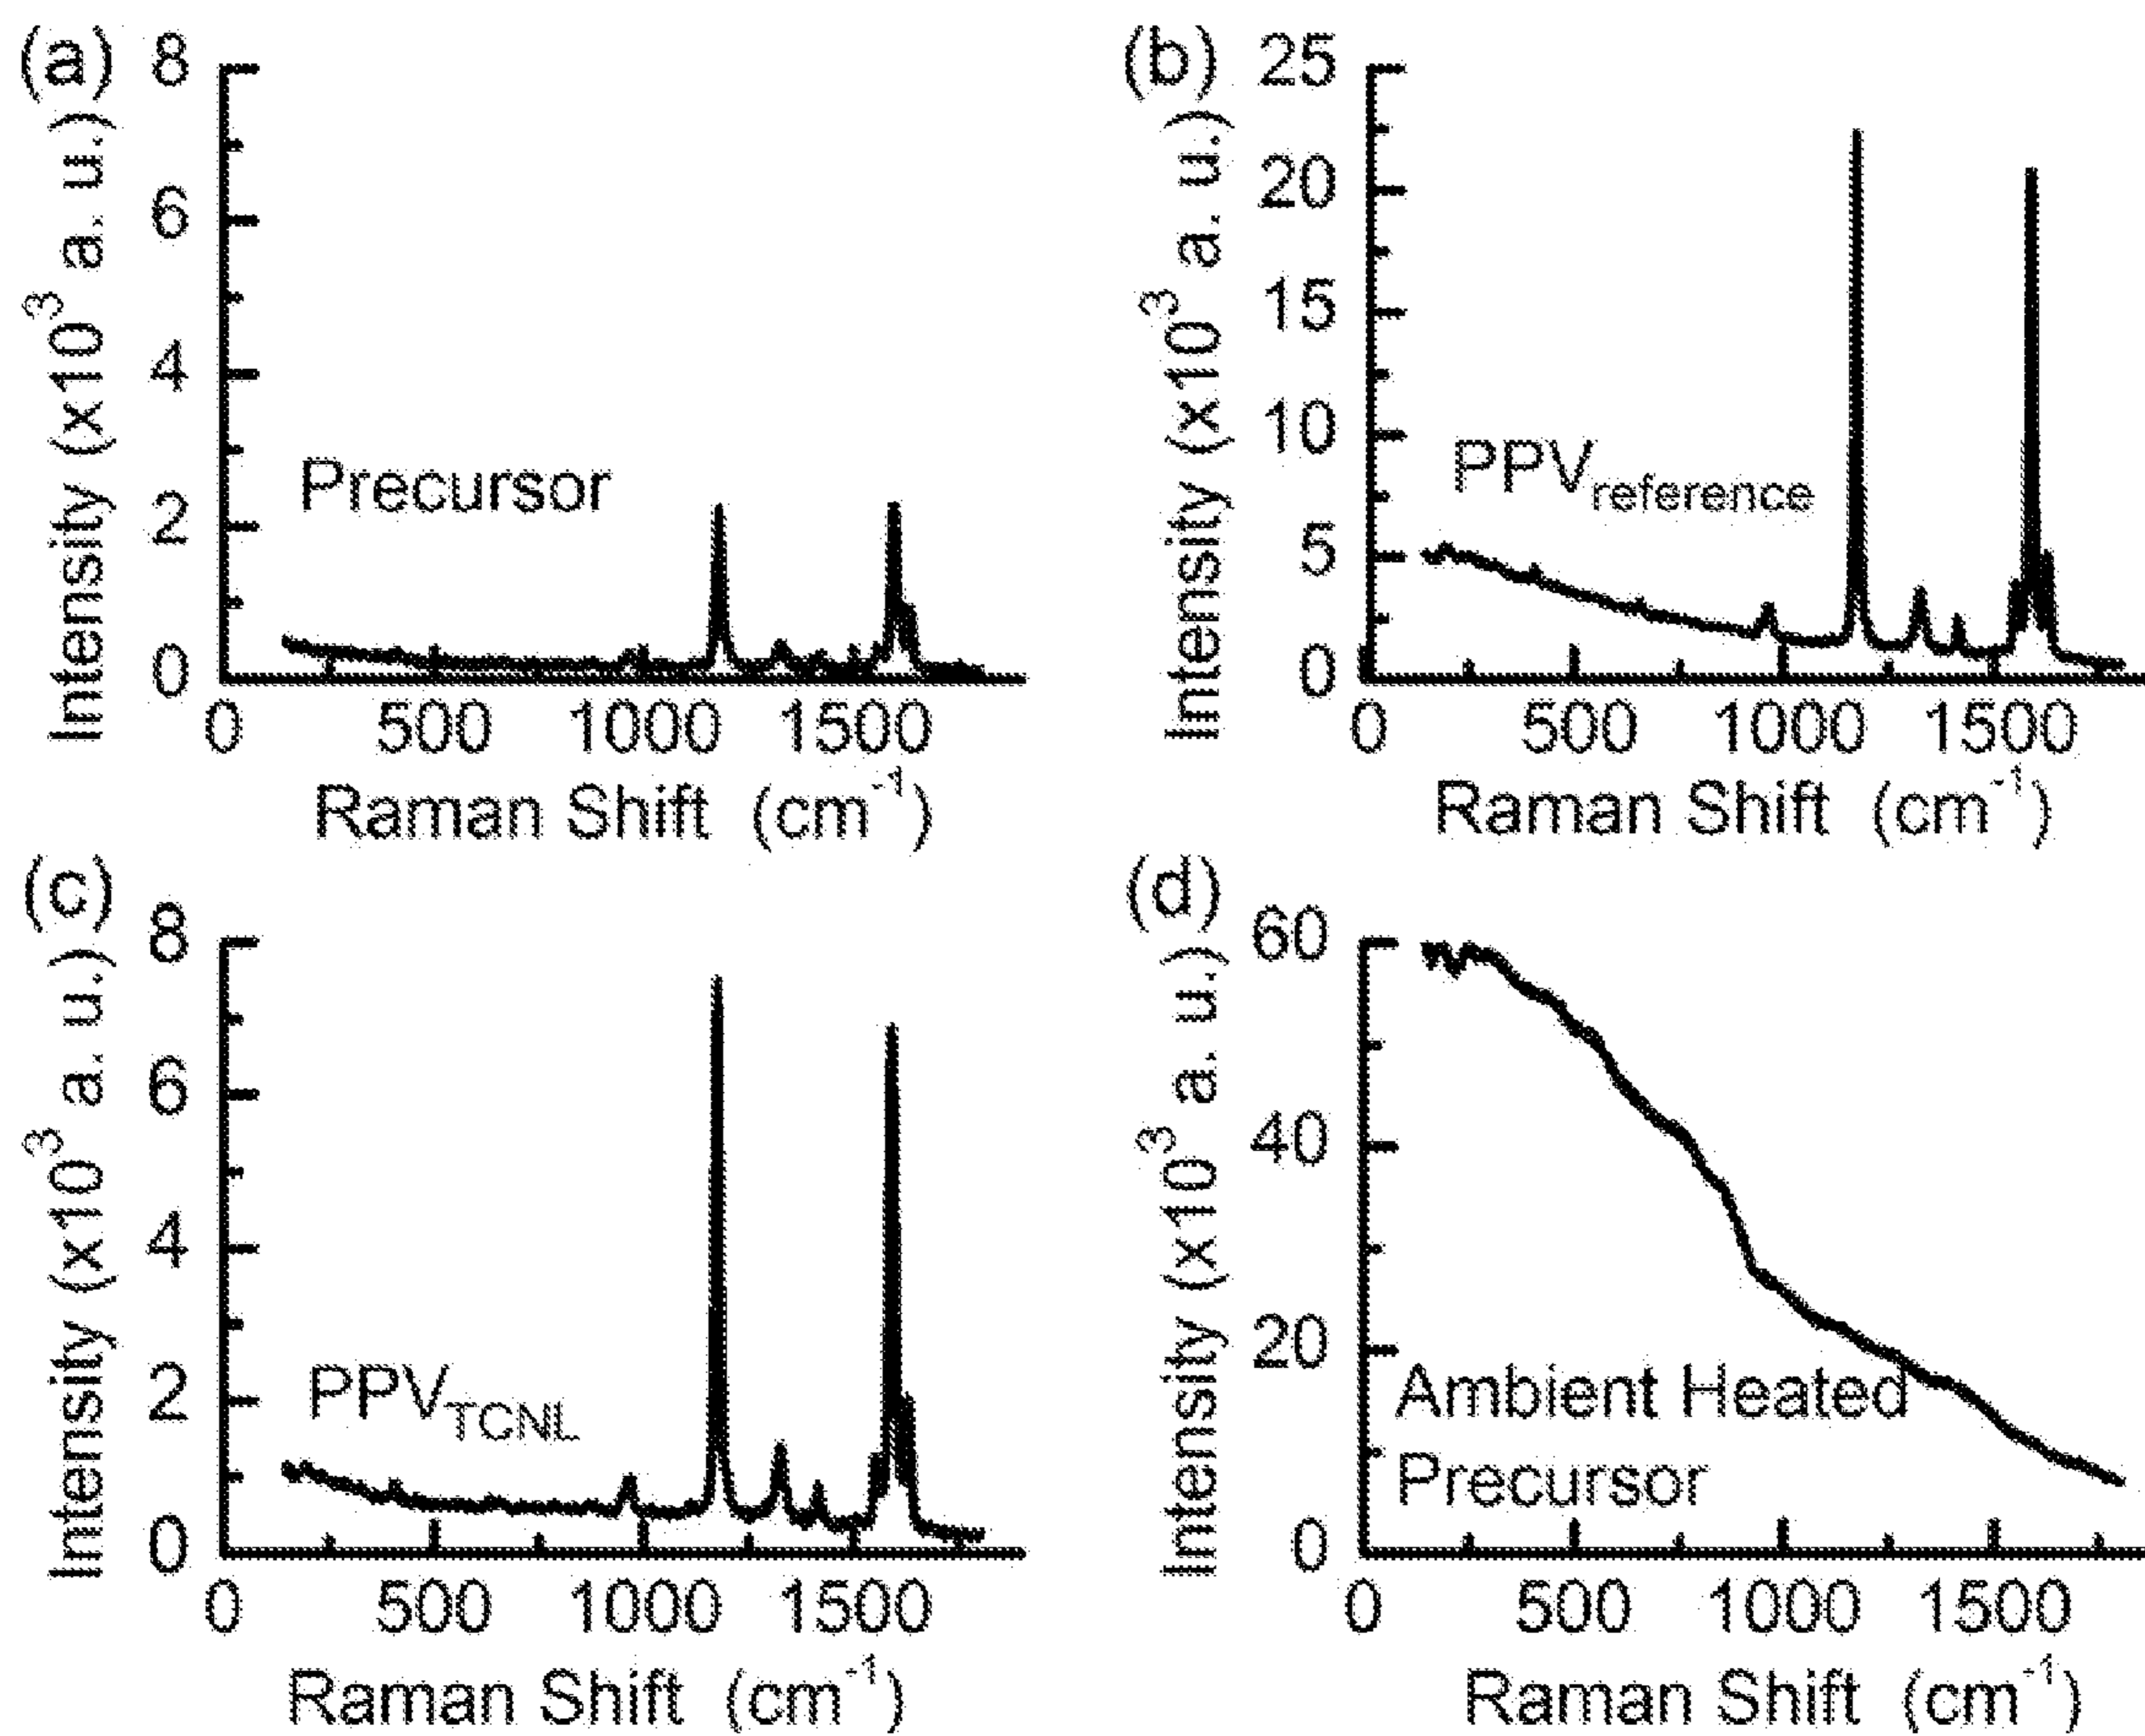 (a)
Intensity (x10³ a. u.)
8
6
4
2
0
Precursor
0 500 1000 1500
Raman Shift (cm⁻¹)
(b)
Intensity (x10³ a. u.)
25
20
15
10
5
0
PPVreference
0 500 1000 1500
Raman Shift (cm⁻¹)
(c)
Intensity (x10³ a. u.)
8
6
4
2
0
PPVTCNL
0 500 1000 1500
Raman Shift (cm⁻¹)
(d)
Intensity (x10³ a. u.)
60
40
20
0
Ambient Heated
Precursor
0 500 1000 1500
Raman Shift (cm⁻¹)